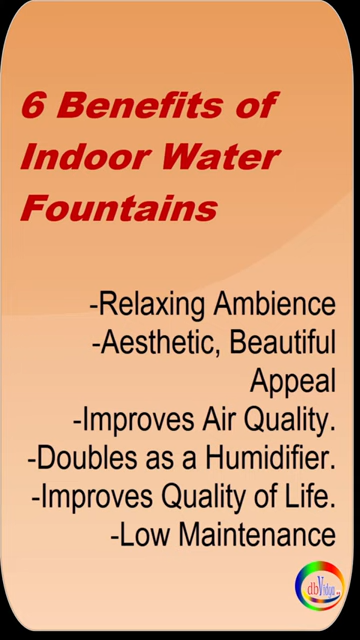 6 Benefits of
Indoor Water
Fountains
-Relaxing Ambience
-Aesthetic, Beautiful
Appeal
-Improves Air Quality.
-Doubles as a Humidifier.
-Improves Quality of Life.
-Low Maintenance
dbVidya